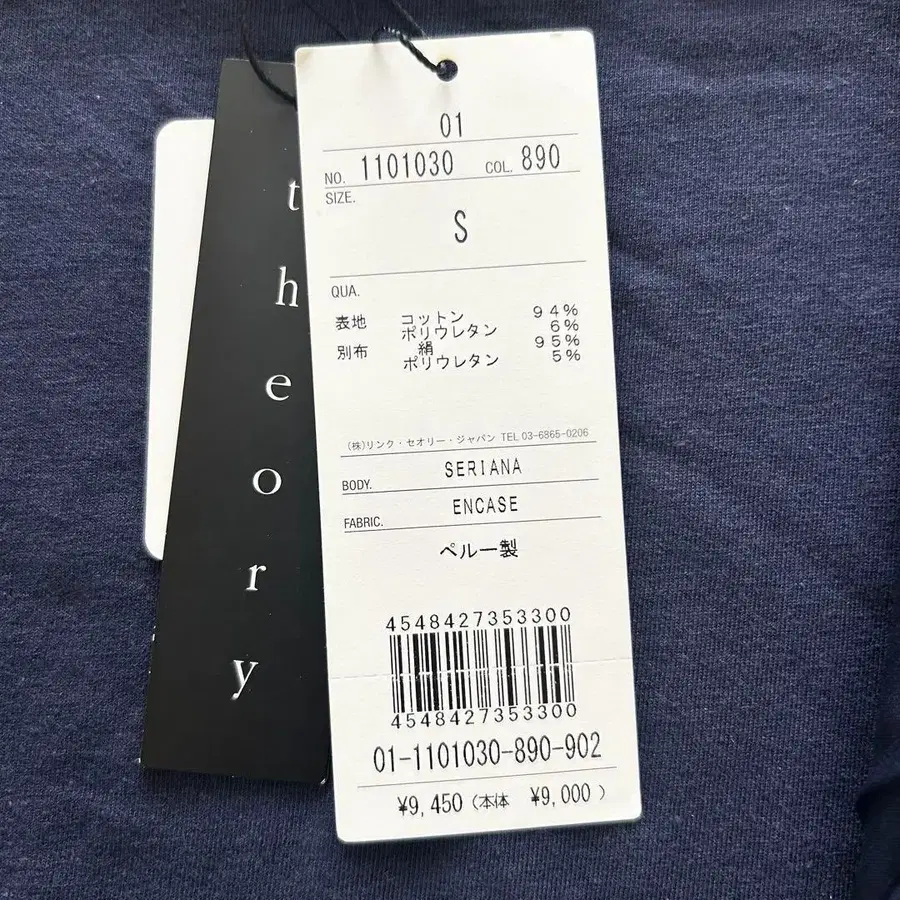 theory
01
NO. 1101030 COL. 890
SIZE.
S
QUA.
表地 コットン 94%
ポリウレタン 6%
別布 絹 95%
ポリウレタン 5%
(株)リンク・セオリー・ジャパン TEL 03-6865-0206
BODY. SERIANA
FABRIC. ENCASE
ペルー製
4548427353300
4548427353300
01-1101030-890-902
¥9,450(本体 ¥9,000)